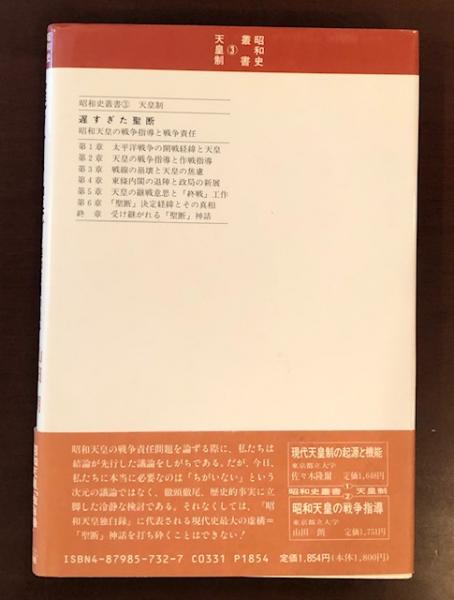 昭和史
叢書
③
天皇制
昭和史叢書③　天皇制
遅すぎた聖断
昭和天皇の戦争指導と戦争責任
第1章　太平洋戦争の開戦経緯と天皇
第2章　天皇の戦争指導と作戦指導
第3章　戦線の崩壊と天皇の焦慮
第4章　東條内閣の退陣と政局の新展
第5章　天皇の継戦意思と「終戦」工作
第6章　「聖断」決定経緯とその真相
終　章　受け継がれる「聖断」神話
昭和天皇の戦争責任問題を論ずる際に、私たちは
結論が先行した議論をしがちである。だが、今日、
私たちに本当に必要なのは「ちがいない」という
次元の議論ではなく、徹頭徹尾、歴史的事実に立
脚した冷静な検討である。それなくしては、『昭
和天皇独白録』に代表される現代史最大の虚構＝
「聖断」神話を打ち砕くことはできない！
現代天皇制の起源と機能
東京都立大学
佐々木隆爾　定価1,648円
昭和史叢書①②天皇制
昭和天皇の戦争指導
東京都立大学
山田　朗　定価1,751円
ISBN4-87985-732-7 C0331 P1854　定価1,854円(本体1,800円)